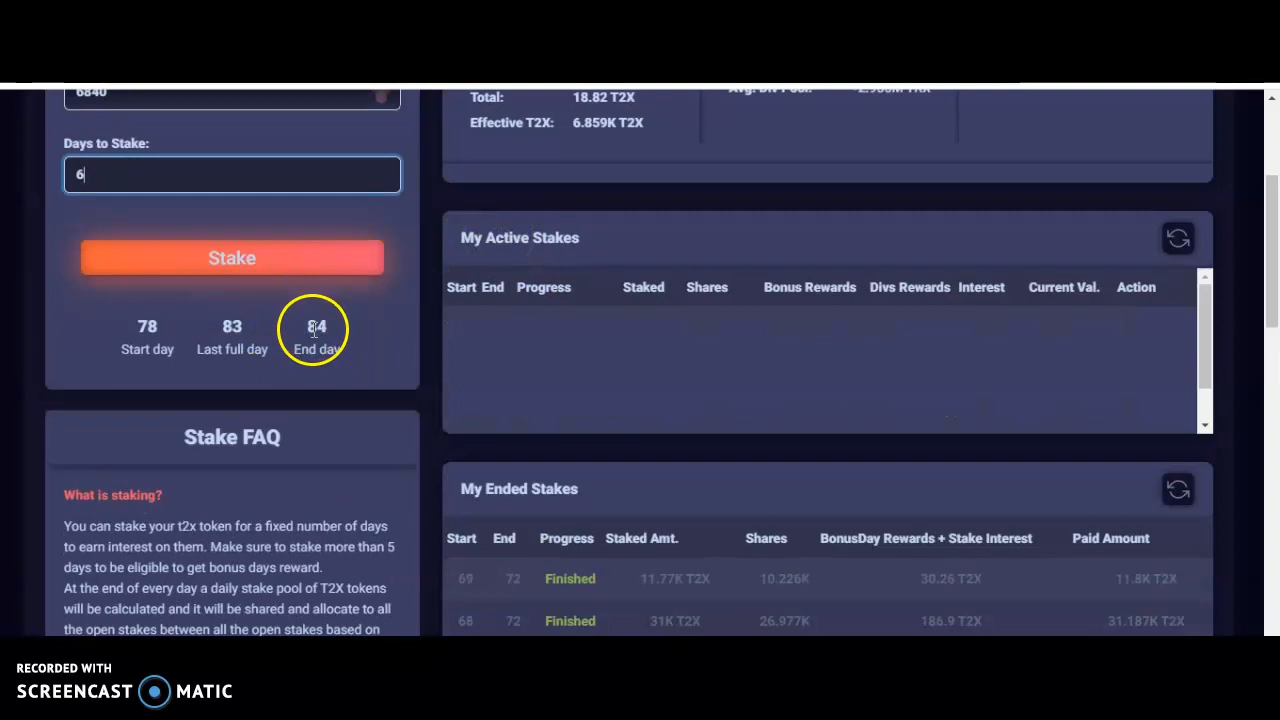 6840
Total: 18.82 T2X
Effective T2X: 6.859K T2X
Days to Stake:
6
Stake
78 83 84
Start day Last full day End day
My Active Stakes
Start End Progress Staked Shares Bonus Rewards Divs Rewards Interest Current Val. Action
My Ended Stakes
Start End Progress Staked Amt. Shares BonusDay Rewards + Stake Interest Paid Amount
69 72 Finished 11.77K T2X 10.226K 30.26 T2X 11.8K T2X
68 72 Finished 31K T2X 26.977K 186.9 T2X 31.187K T2X
Stake FAQ
What is staking?
You can stake your t2x token for a fixed number of days
to earn interest on them. Make sure to stake more than 5
days to be eligible to get bonus days reward.
At the end of every day a daily stake pool of T2X tokens
will be calculated and it will be shared and allocate to all
the open stakes between all the open stakes based on
RECORDED WITH
SCREENCAST MATIC